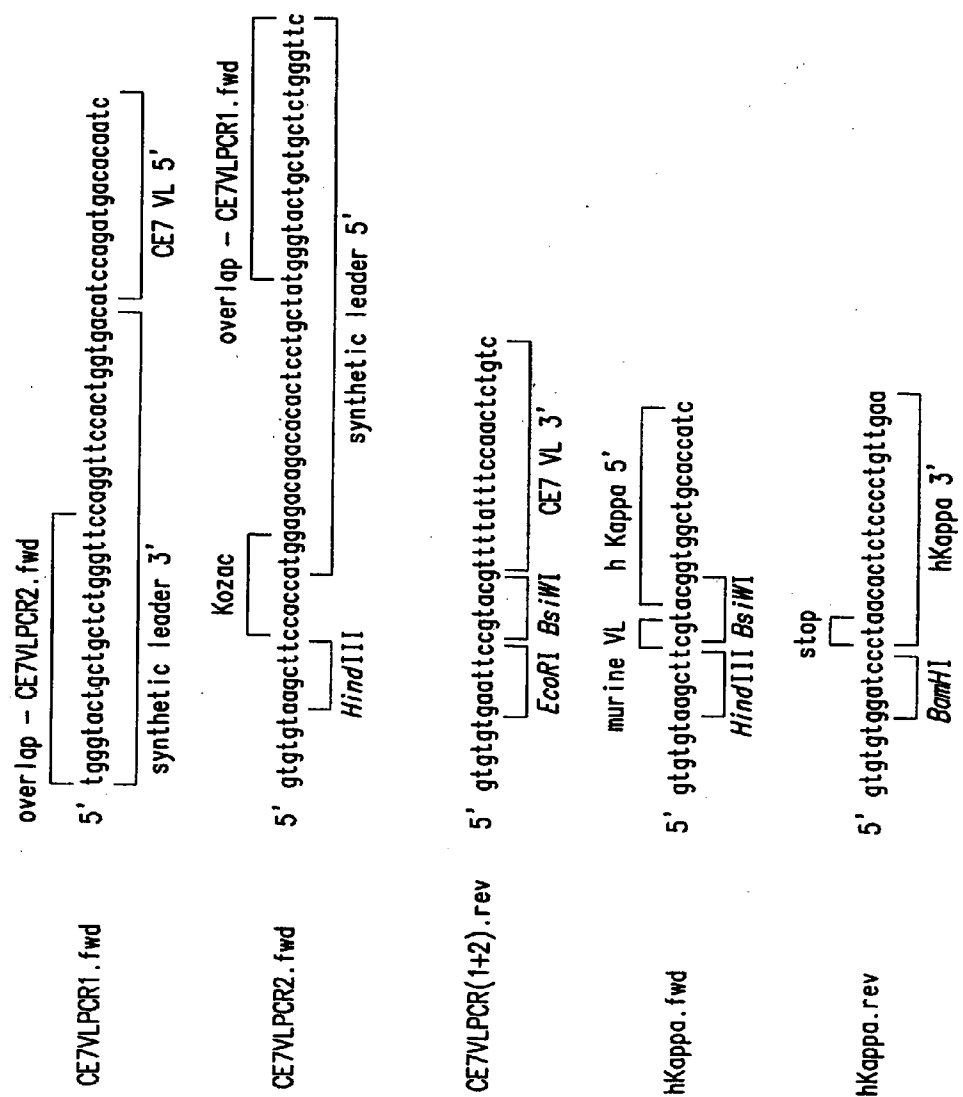 overlap – CE7VLPCR2.fwd
CE7VLPCR1.fwd 5' tgggtactgctgctctgggttccaggttccactggtgacatccagatgacacaatc
synthetic leader 3' CE7 VL 5'
overlap – CE7VLPCR1.fwd
Kozac
CE7VLPCR2.fwd 5' gtgtgtaagcttccaccatggagacagacacactcctgctatgggtactgctgctctgggttc
HindIII
synthetic leader 5'
CE7VLPCR(1+2).rev 5' gtgtgtgaattccgtacgttttatttccaactctgtc
EcoRI BsiWI CE7 VL 3'
murine VL h Kappa 5'
hKappa.fwd 5' gtgtgtaagcttcgtacggtggctgcaccatc
HindIII BsiWI
stop
hKappa.rev 5' gtgtgtggatccctaacactctcccctgttgaa
BamHI hKappa 3'